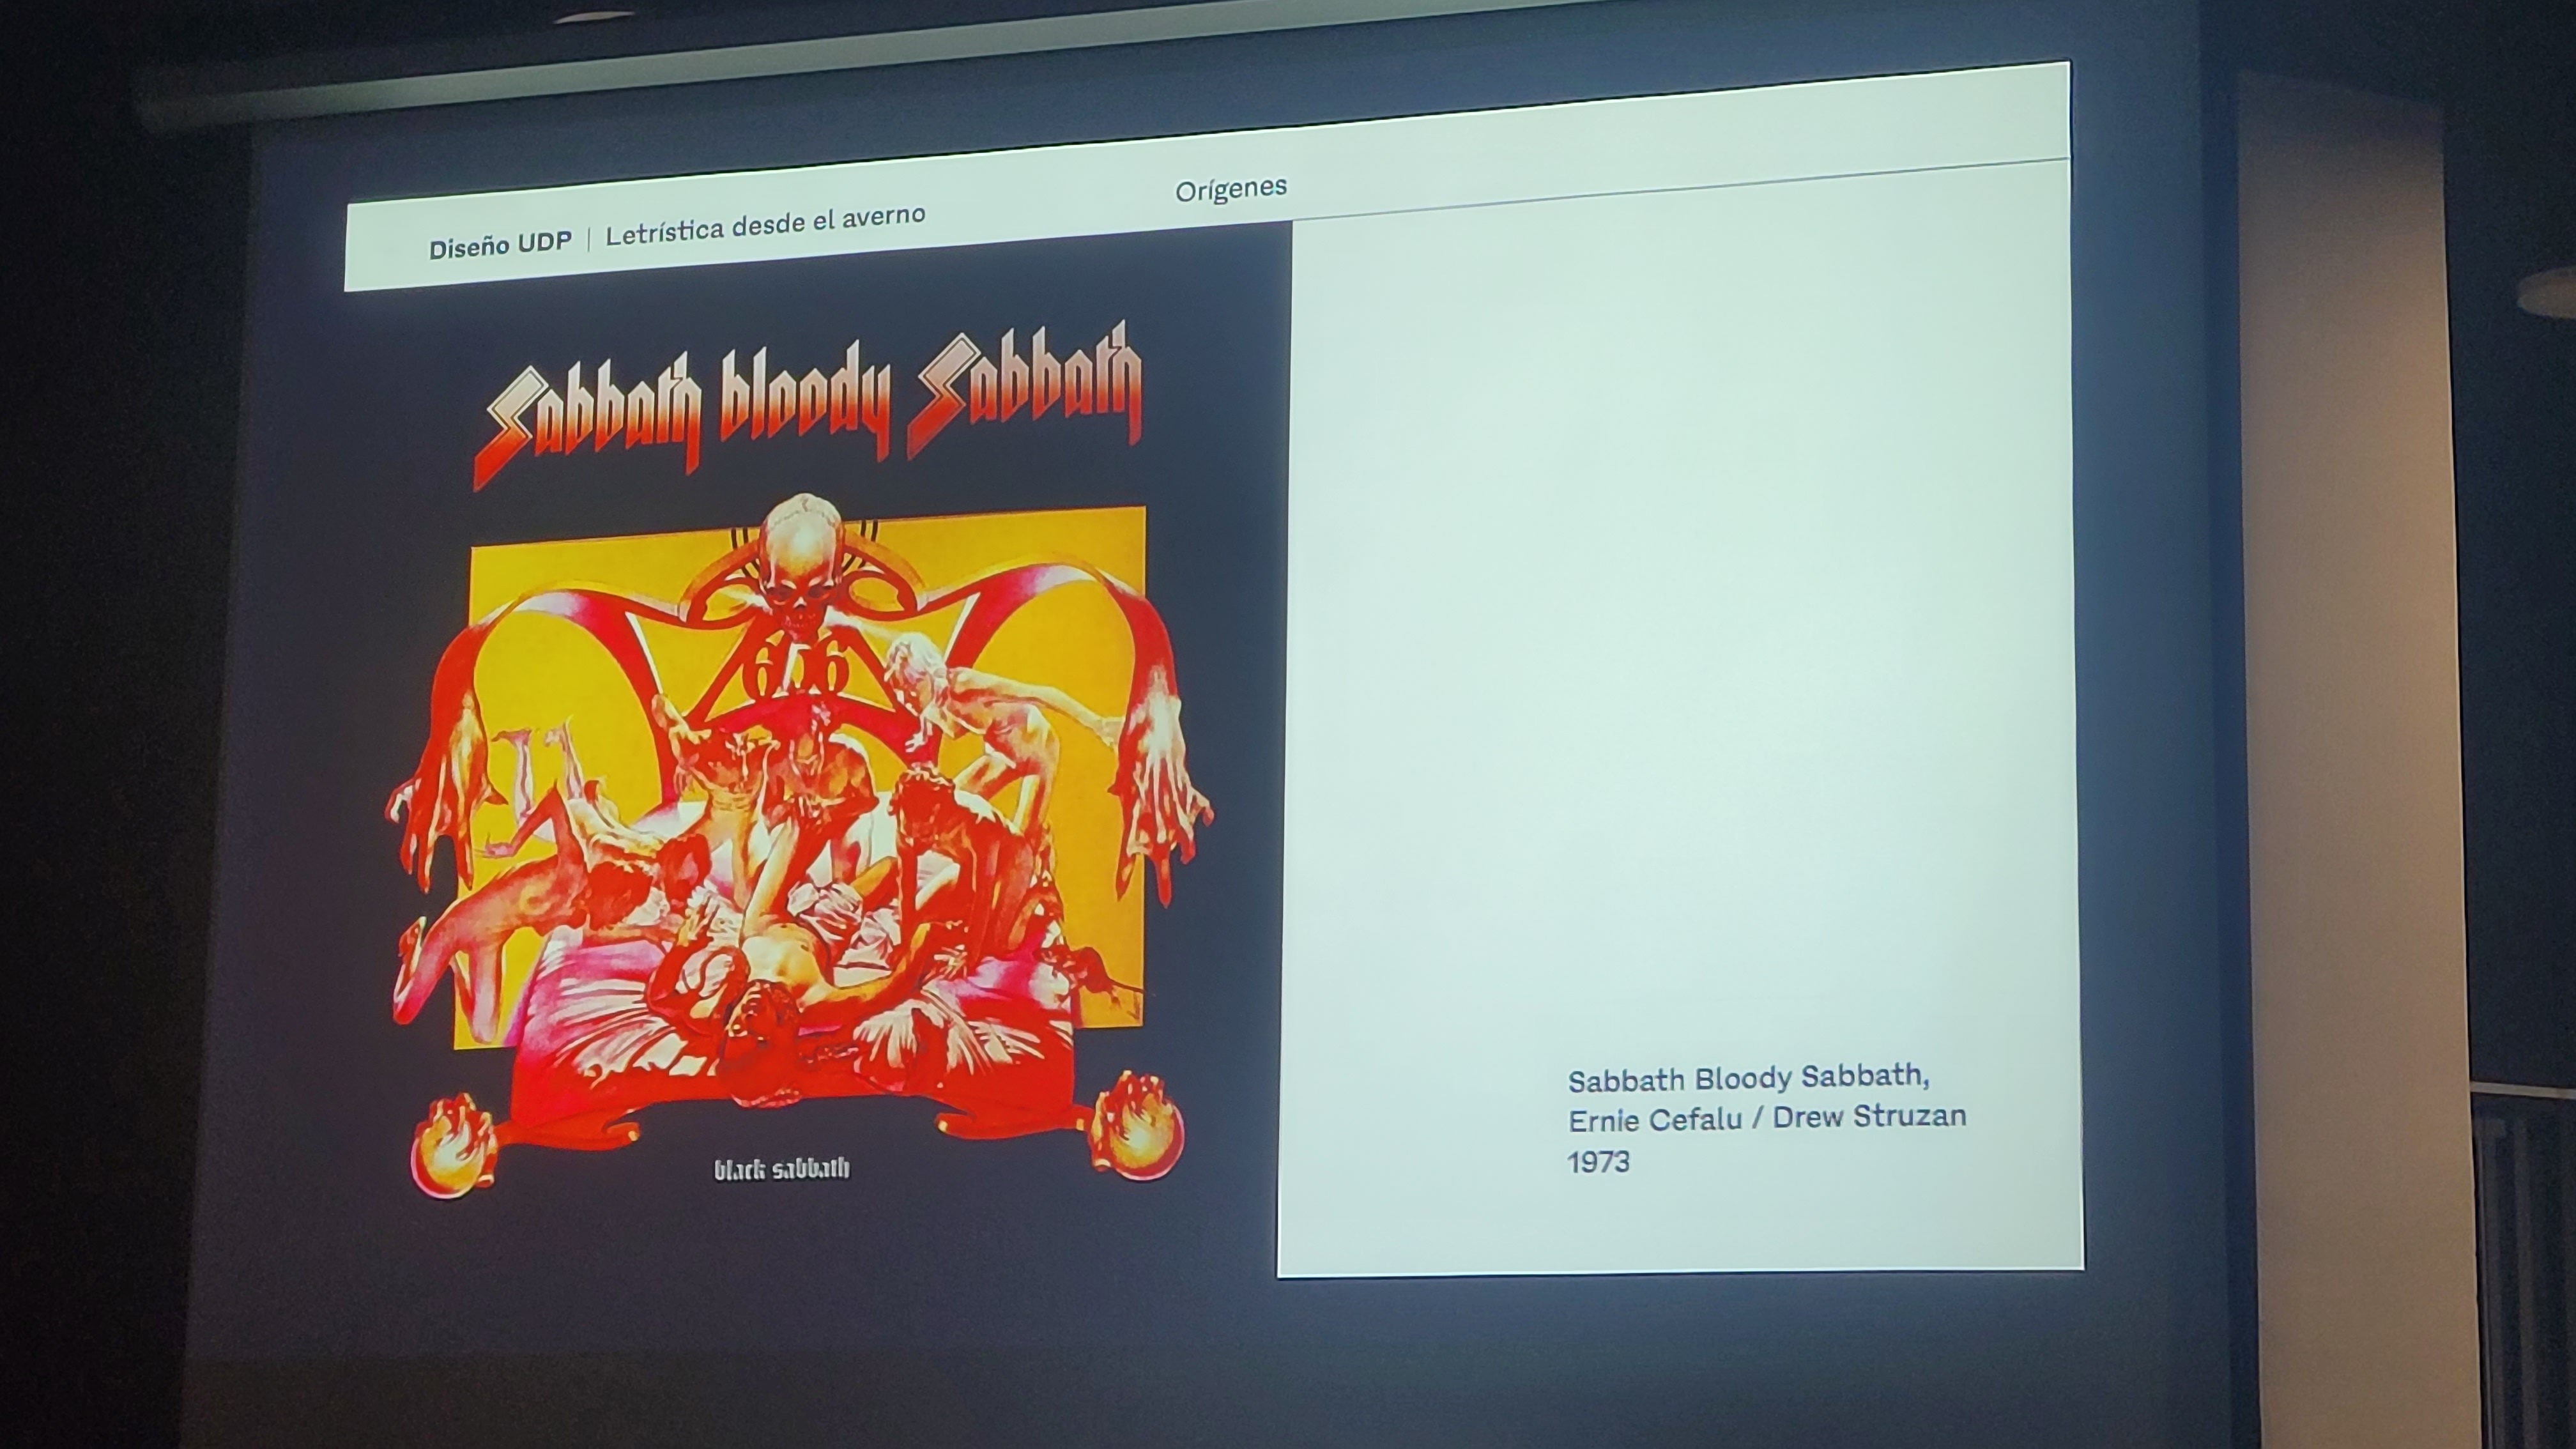 Diseño UDP | Letrística desde el averno
Orígenes
Sabbath bloody Sabbath
666
black sabbath
Sabbath Bloody Sabbath,
Ernie Cefalu / Drew Struzan
1973